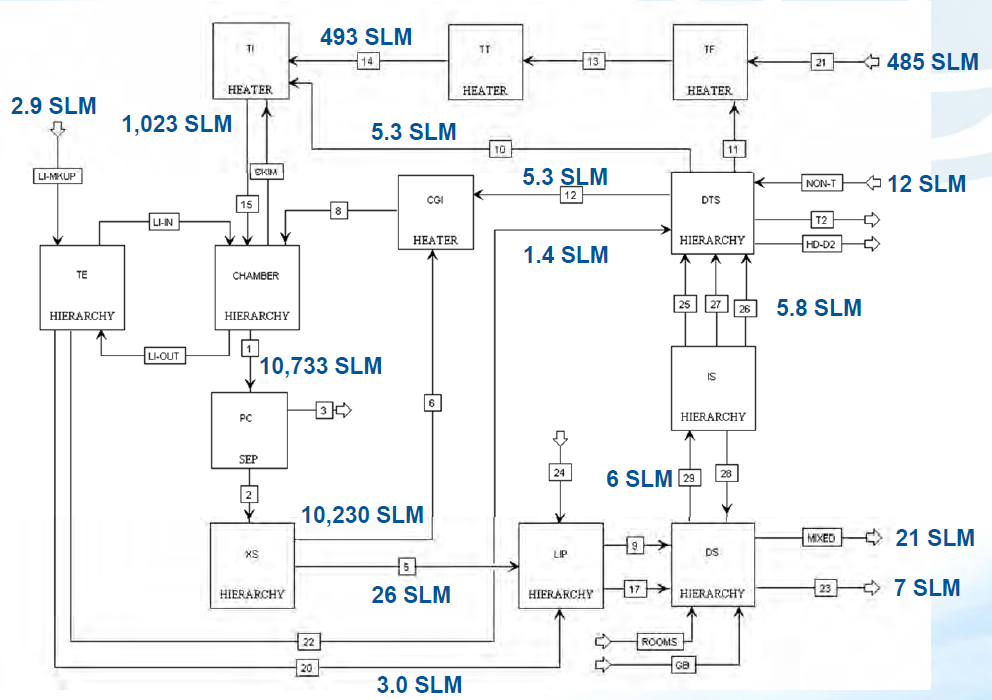 493 SLM
TI
HEATER
14
TT
HEATER
13
TF
HEATER
21
485 SLM
2.9 SLM
1,023 SLM
5.3 SLM
10
11
LI-MKUP
SKIM
15
5.3 SLM
12
NON-T
12 SLM
CGI
HEATER
8
DTS
HIERARCHY
T2
HD-D2
LI-IN
TE
HIERARCHY
CHAMBER
HIERARCHY
1.4 SLM
25
27
26
5.8 SLM
LI-OUT
1
10,733 SLM
IS
HIERARCHY
PC
SEP
3
6
2
24
6 SLM
29
28
10,230 SLM
XS
HIERARCHY
5
26 SLM
LIP
HIERARCHY
9
17
DS
HIERARCHY
MIXED
21 SLM
23
7 SLM
22
ROOMS
20
GB
3.0 SLM